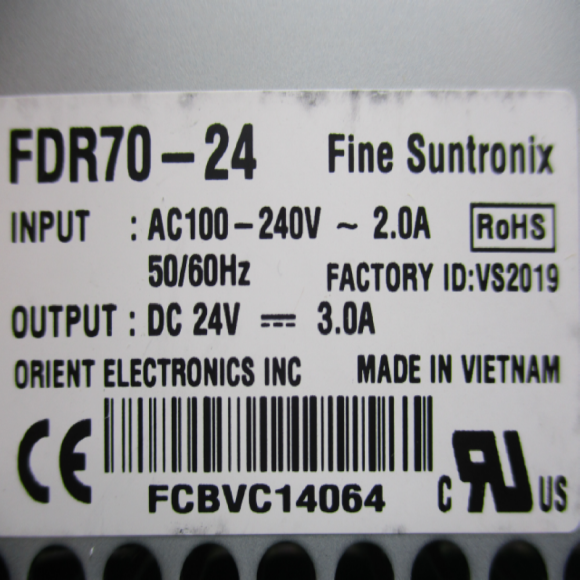 FDR70-24 Fine Suntronix
INPUT : AC100-240V ~ 2.0A RoHS
50/60Hz FACTORY ID:VS2019
OUTPUT : DC 24V ⎓ 3.0A
ORIENT ELECTRONICS INC MADE IN VIETNAM
CE
FCBVC14064 C RU US